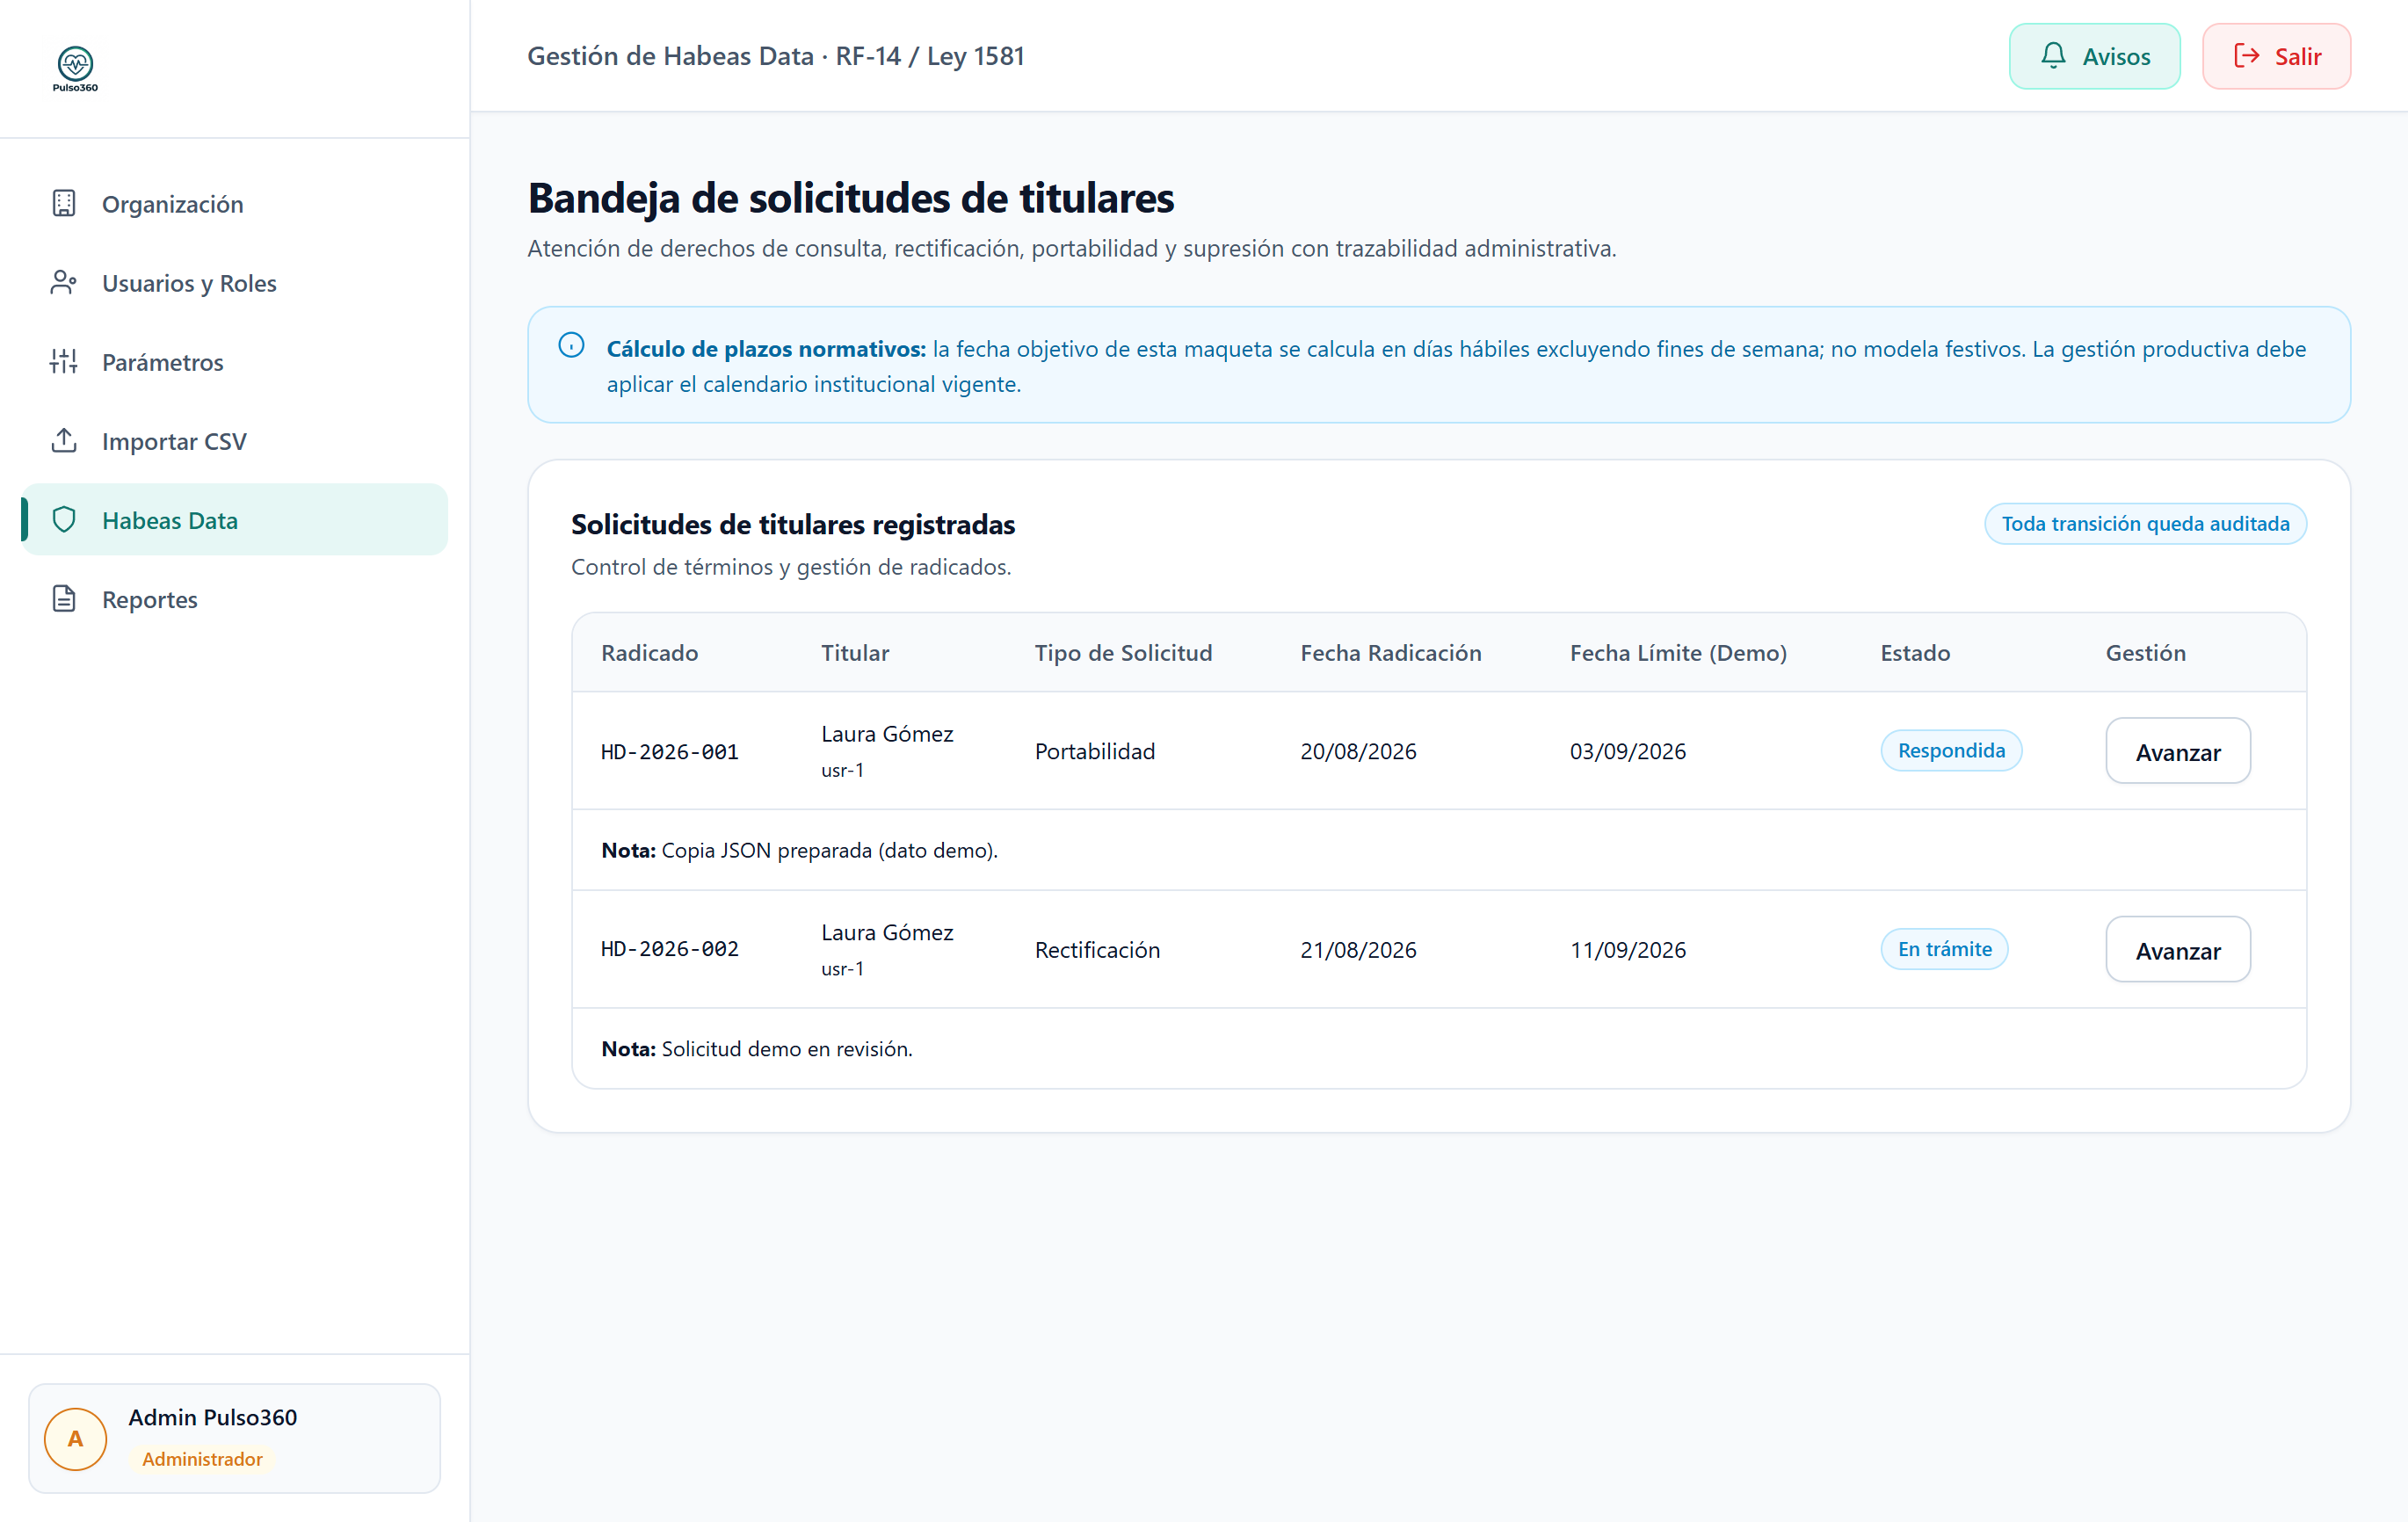 Pulso360
Organización
Usuarios y Roles
Parámetros
Importar CSV
Habeas Data
Reportes
A
Admin Pulso360
Administrador
Gestión de Habeas Data · RF-14 / Ley 1581
Avisos
Salir
Bandeja de solicitudes de titulares
Atención de derechos de consulta, rectificación, portabilidad y supresión con trazabilidad administrativa.
Cálculo de plazos normativos: la fecha objetivo de esta maqueta se calcula en días hábiles excluyendo fines de semana; no modela festivos. La gestión productiva debe
aplicar el calendario institucional vigente.
Solicitudes de titulares registradas
Toda transición queda auditada
Control de términos y gestión de radicados.
Radicado Titular Tipo de Solicitud Fecha Radicación Fecha Límite (Demo) Estado Gestión
HD-2026-001 Laura Gómez Portabilidad 20/08/2026 03/09/2026 Respondida Avanzar
usr-1
Nota: Copia JSON preparada (dato demo).
HD-2026-002 Laura Gómez Rectificación 21/08/2026 11/09/2026 En trámite Avanzar
usr-1
Nota: Solicitud demo en revisión.